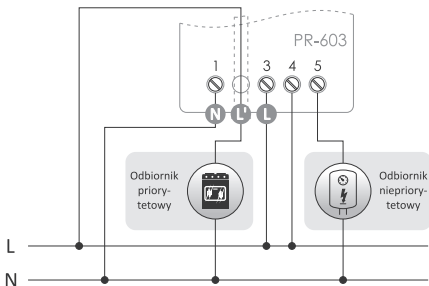 PR-603
1 3 4 5
N L' L
Odbiornik
priory-
tetowy
Odbiornik
niepriory-
tetowy
L
N